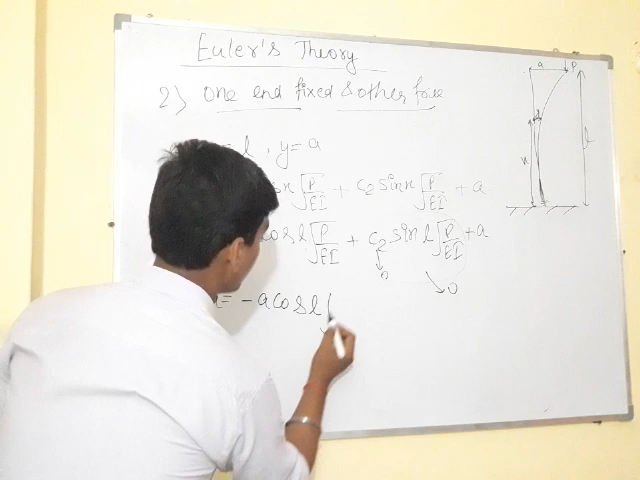 Euler's Theory
2) One end fixed & other free
= l, y = a
cos x √P/EI + C₂ sin x √P/EI + a
cos l √P/EI + C₂ sin l √P/EI + a
0
0
= -a cos l
a
P
x
l